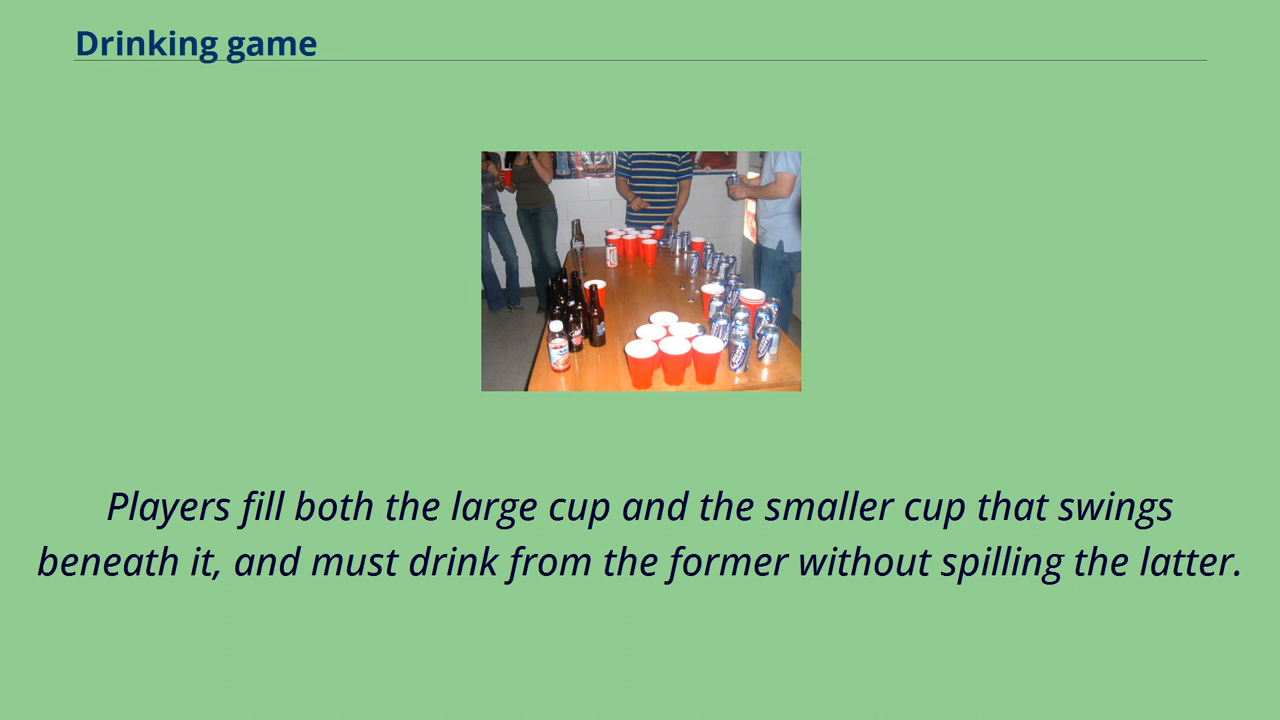 Drinking game
Players fill both the large cup and the smaller cup that swings
beneath it, and must drink from the former without spilling the latter.